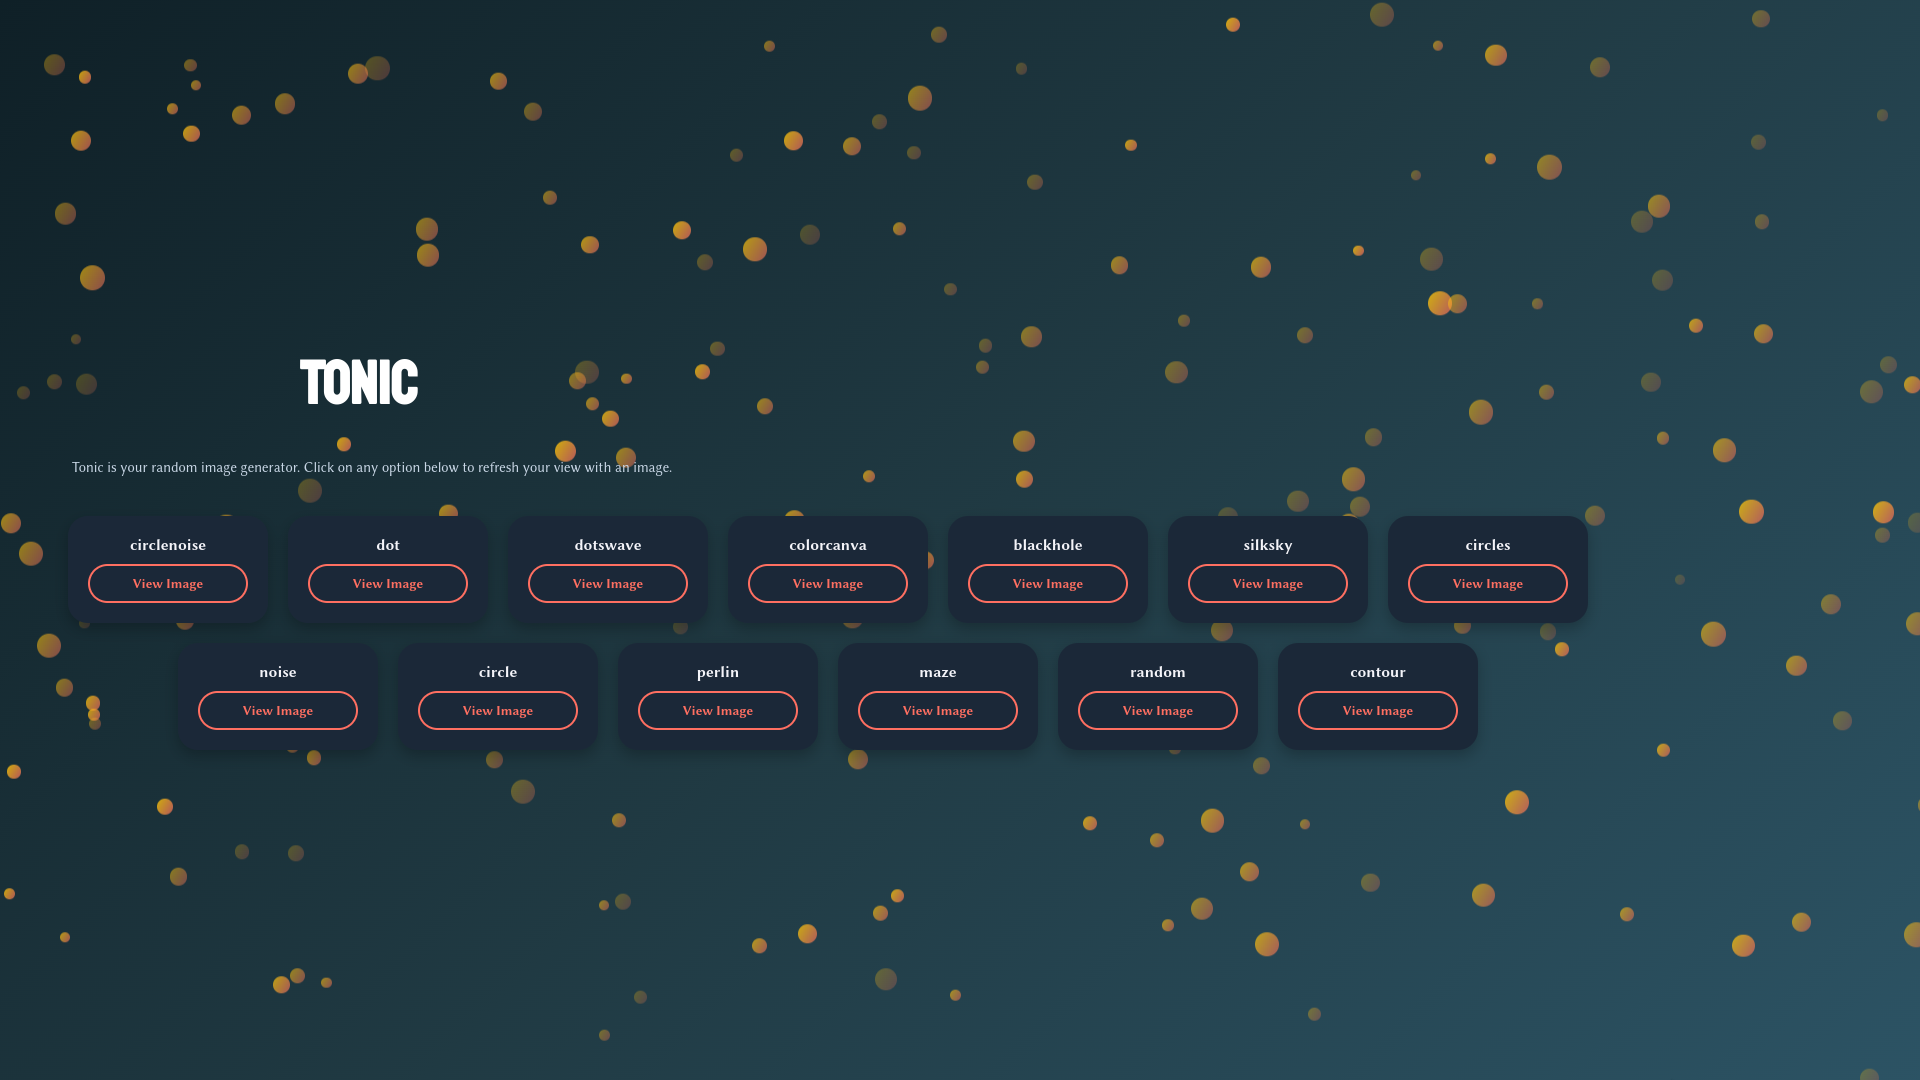 TONIC
Tonic is your random image generator. Click on any option below to refresh your view with an image.
circlenoise
View Image
dot
View Image
dotswave
View Image
colorcanva
View Image
blackhole
View Image
silksky
View Image
circles
View Image
noise
View Image
circle
View Image
perlin
View Image
maze
View Image
random
View Image
contour
View Image